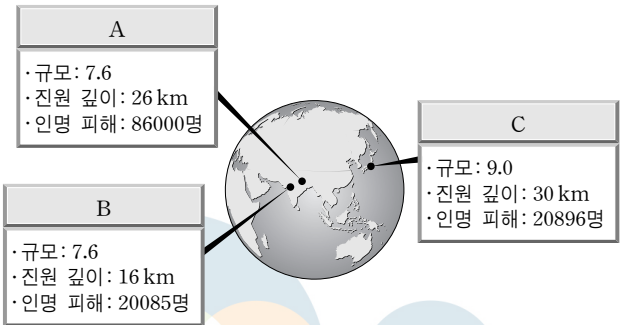 A
·규모: 7.6
·진원 깊이: 26 km
·인명 피해: 86000명
B
·규모: 7.6
·진원 깊이: 16 km
·인명 피해: 20085명
C
·규모: 9.0
·진원 깊이: 30 km
·인명 피해: 20896명